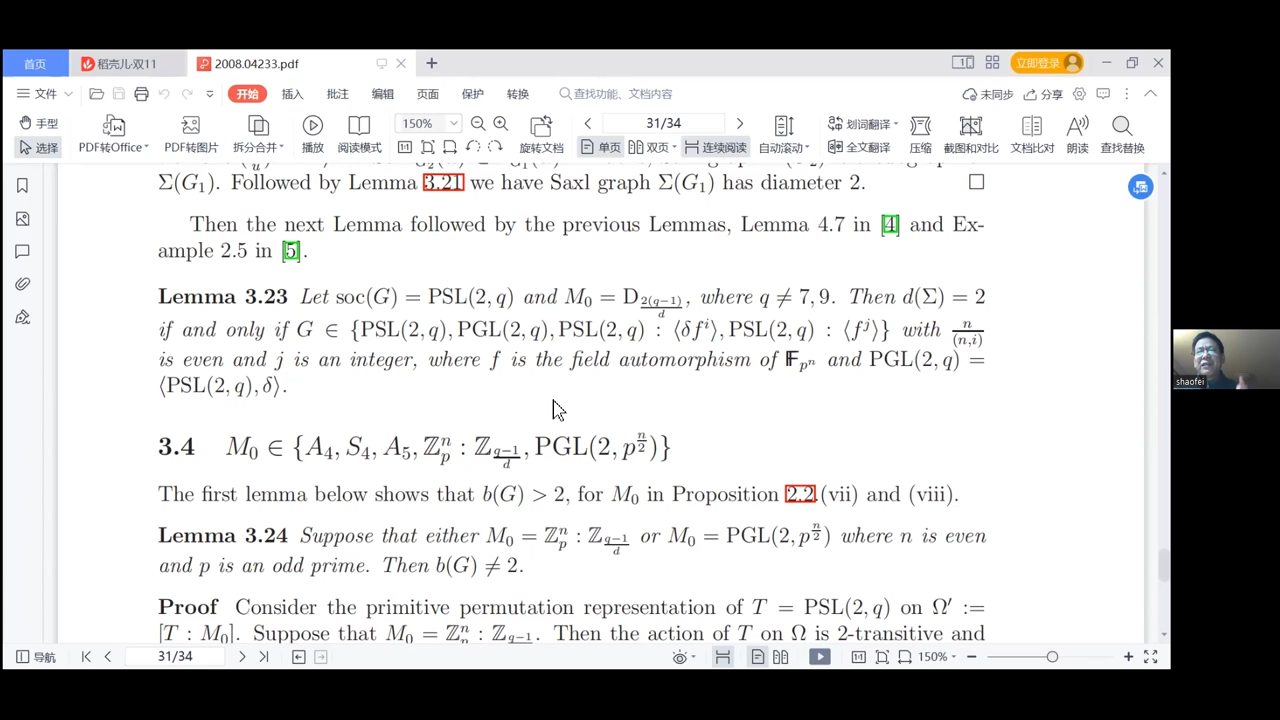 首页 稻壳儿·双11 2008.04233.pdf 立即登录
文件 开始 插入 批注 编辑 页面 保护 转换 查找功能、文档内容 未同步 分享
手型 150% 31/34 划词翻译
选择 PDF转Office PDF转图片 拆分合并 播放 阅读模式 旋转文档 单页 双页 连续阅读 自动滚动 全文翻译 压缩 截图和对比 文档比对 朗读 查找替换
Σ(G₁). Followed by Lemma 3.21 we have Saxl graph Σ(G₁) has diameter 2. □
Then the next Lemma followed by the previous Lemmas, Lemma 4.7 in [4] and Ex-
ample 2.5 in [5].
Lemma 3.23 Let soc(G) = PSL(2, q) and M₀ = D_{2(q−1)/d}, where q ≠ 7, 9. Then d(Σ) = 2
if and only if G ∈ {PSL(2, q), PGL(2, q), PSL(2, q) : ⟨δfⁱ⟩, PSL(2, q) : ⟨fʲ⟩} with n/(n,i)
is even and j is an integer, where f is the field automorphism of 𝔽_{pⁿ} and PGL(2, q) =
⟨PSL(2, q), δ⟩.
3.4 M₀ ∈ {A₄, S₄, A₅, ℤₚⁿ : ℤ_{(q−1)/d}, PGL(2, p^{n/2})}
The first lemma below shows that b(G) > 2, for M₀ in Proposition 2.2.(vii) and (viii).
Lemma 3.24 Suppose that either M₀ = ℤₚⁿ : ℤ_{(q−1)/d} or M₀ = PGL(2, p^{n/2}) where n is even
and p is an odd prime. Then b(G) ≠ 2.
Proof Consider the primitive permutation representation of T = PSL(2, q) on Ω′ :=
[T : M₀]. Suppose that M₀ = ℤₚⁿ : ℤ_{q−1}. Then the action of T on Ω is 2-transitive and
导航 31/34 150%
shaofei